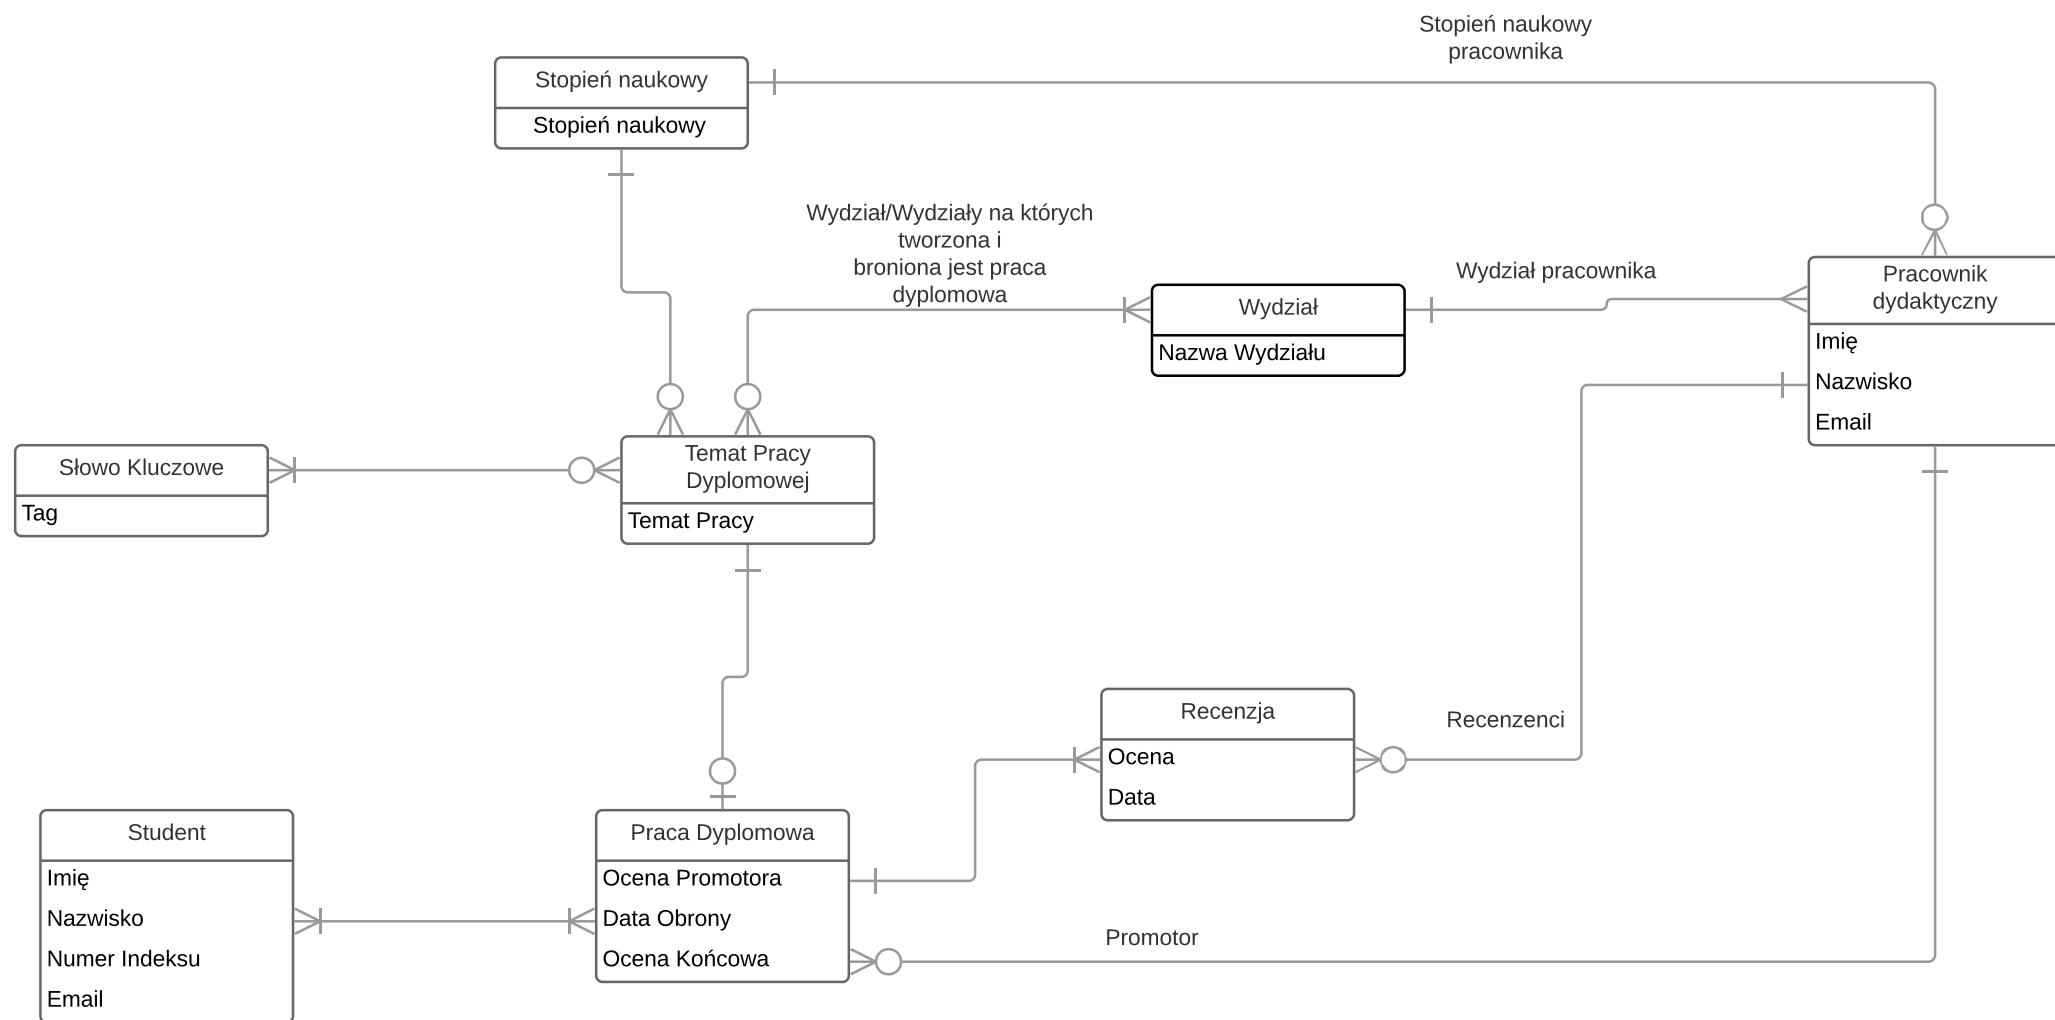 Stopień naukowy
pracownika
Stopień naukowy
Stopień naukowy
Wydział/Wydziały na których
tworzona i
broniona jest praca
dyplomowa
Wydział
Nazwa Wydziału
Wydział pracownika
Pracownik
dydaktyczny
Imię
Nazwisko
Email
Słowo Kluczowe
Tag
Temat Pracy
Dyplomowej
Temat Pracy
Recenzja
Ocena
Data
Recenzenci
Student
Imię
Nazwisko
Numer Indeksu
Email
Praca Dyplomowa
Ocena Promotora
Data Obrony
Ocena Końcowa
Promotor